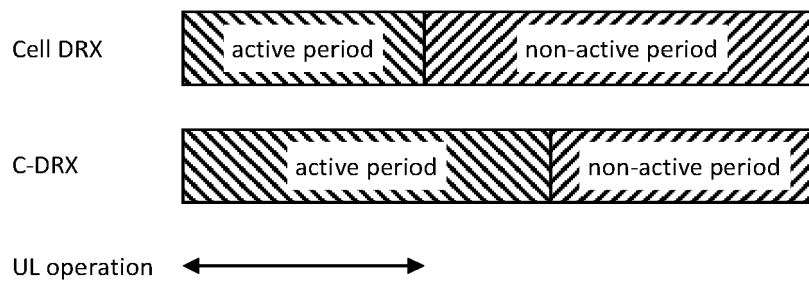 Cell DRX active period non-active period
C-DRX active period non-active period
UL operation